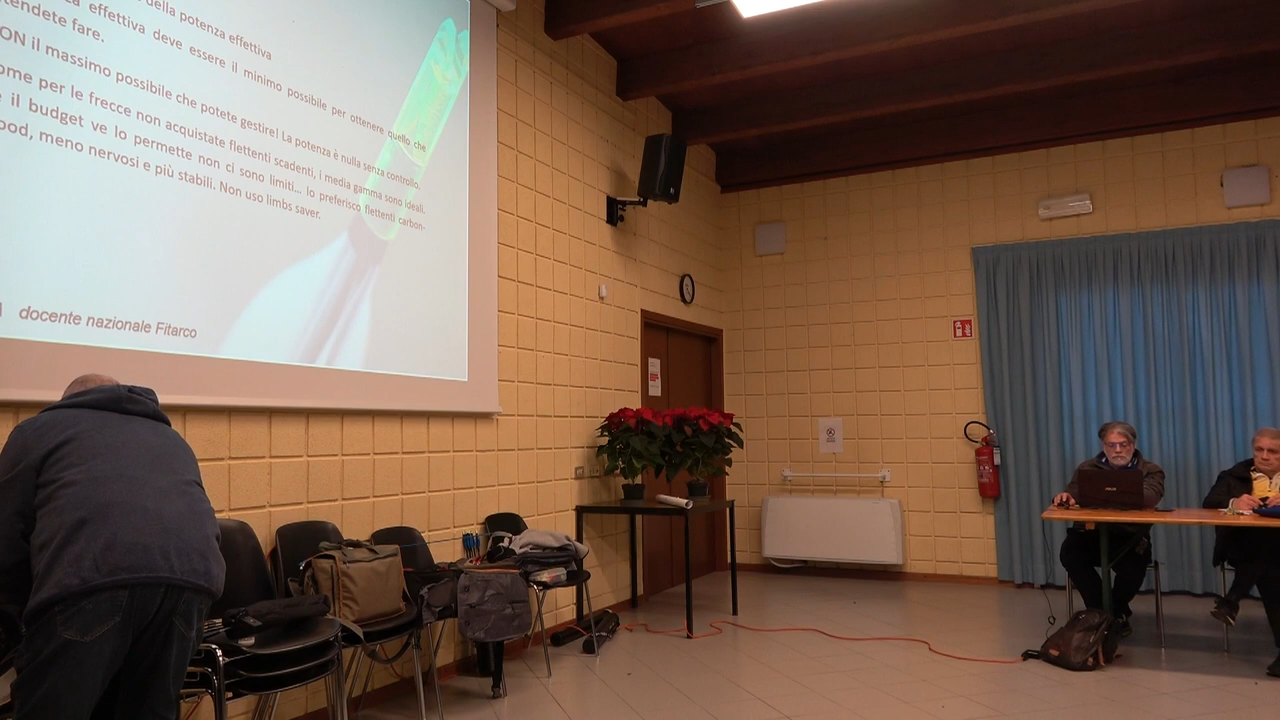 della potenza effettiva
effettiva deve essere il minimo possibile per ottenere quello che
tendete fare.
ON il massimo possibile che potete gestire! La potenza è nulla senza controllo.
ome per le frecce non acquistate flettenti scadenti, i media gamma sono ideali.
e il budget ve lo permette non ci sono limiti... Io preferisco flettenti carbon-
ood, meno nervosi e più stabili. Non uso limbs saver.
docente nazionale Fitarco